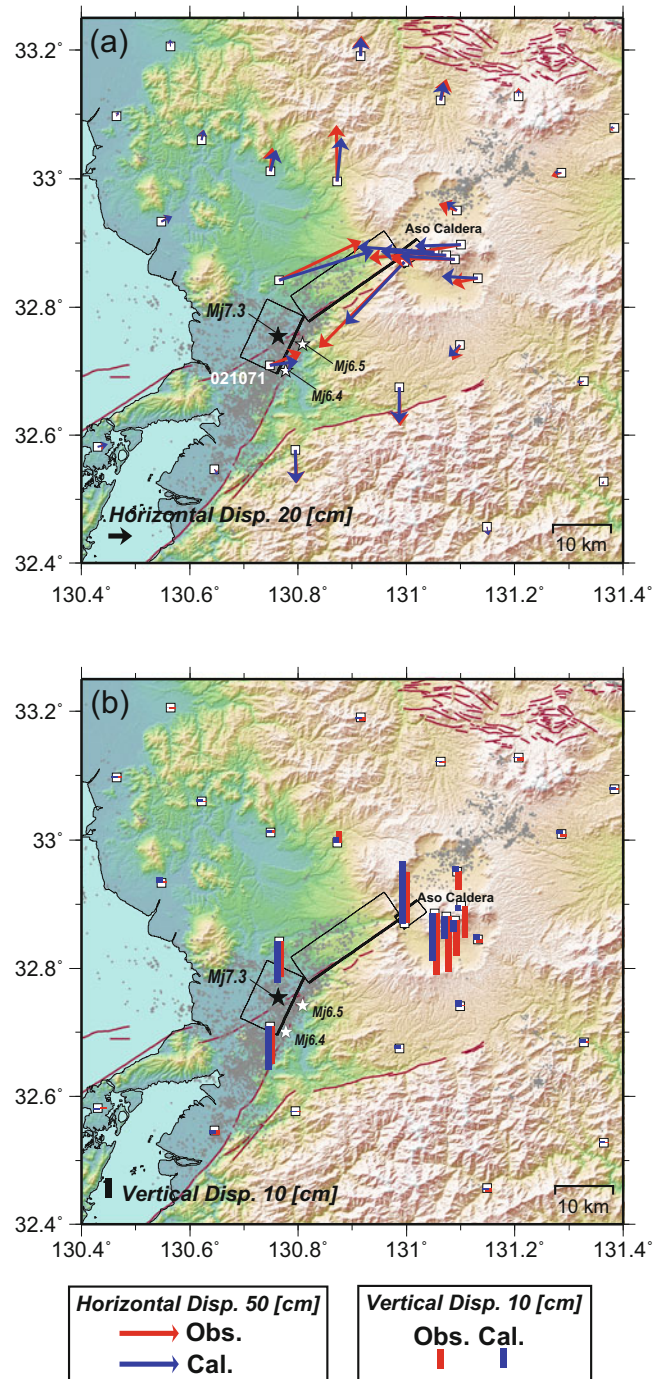 (a)
33.2˚
33˚
32.8˚
32.6˚
32.4˚
Aso Caldera
Mj7.3
Mj6.5
Mj6.4
021071
Horizontal Disp. 20 [cm]
10 km
130.4˚ 130.6˚ 130.8˚ 131˚ 131.2˚ 131.4˚
(b)
33.2˚
33˚
32.8˚
32.6˚
32.4˚
Aso Caldera
Mj7.3
Mj6.5
Mj6.4
Vertical Disp. 10 [cm]
10 km
130.4˚ 130.6˚ 130.8˚ 131˚ 131.2˚ 131.4˚
Horizontal Disp. 50 [cm]
Obs.
Cal.
Vertical Disp. 10 [cm]
Obs. Cal.